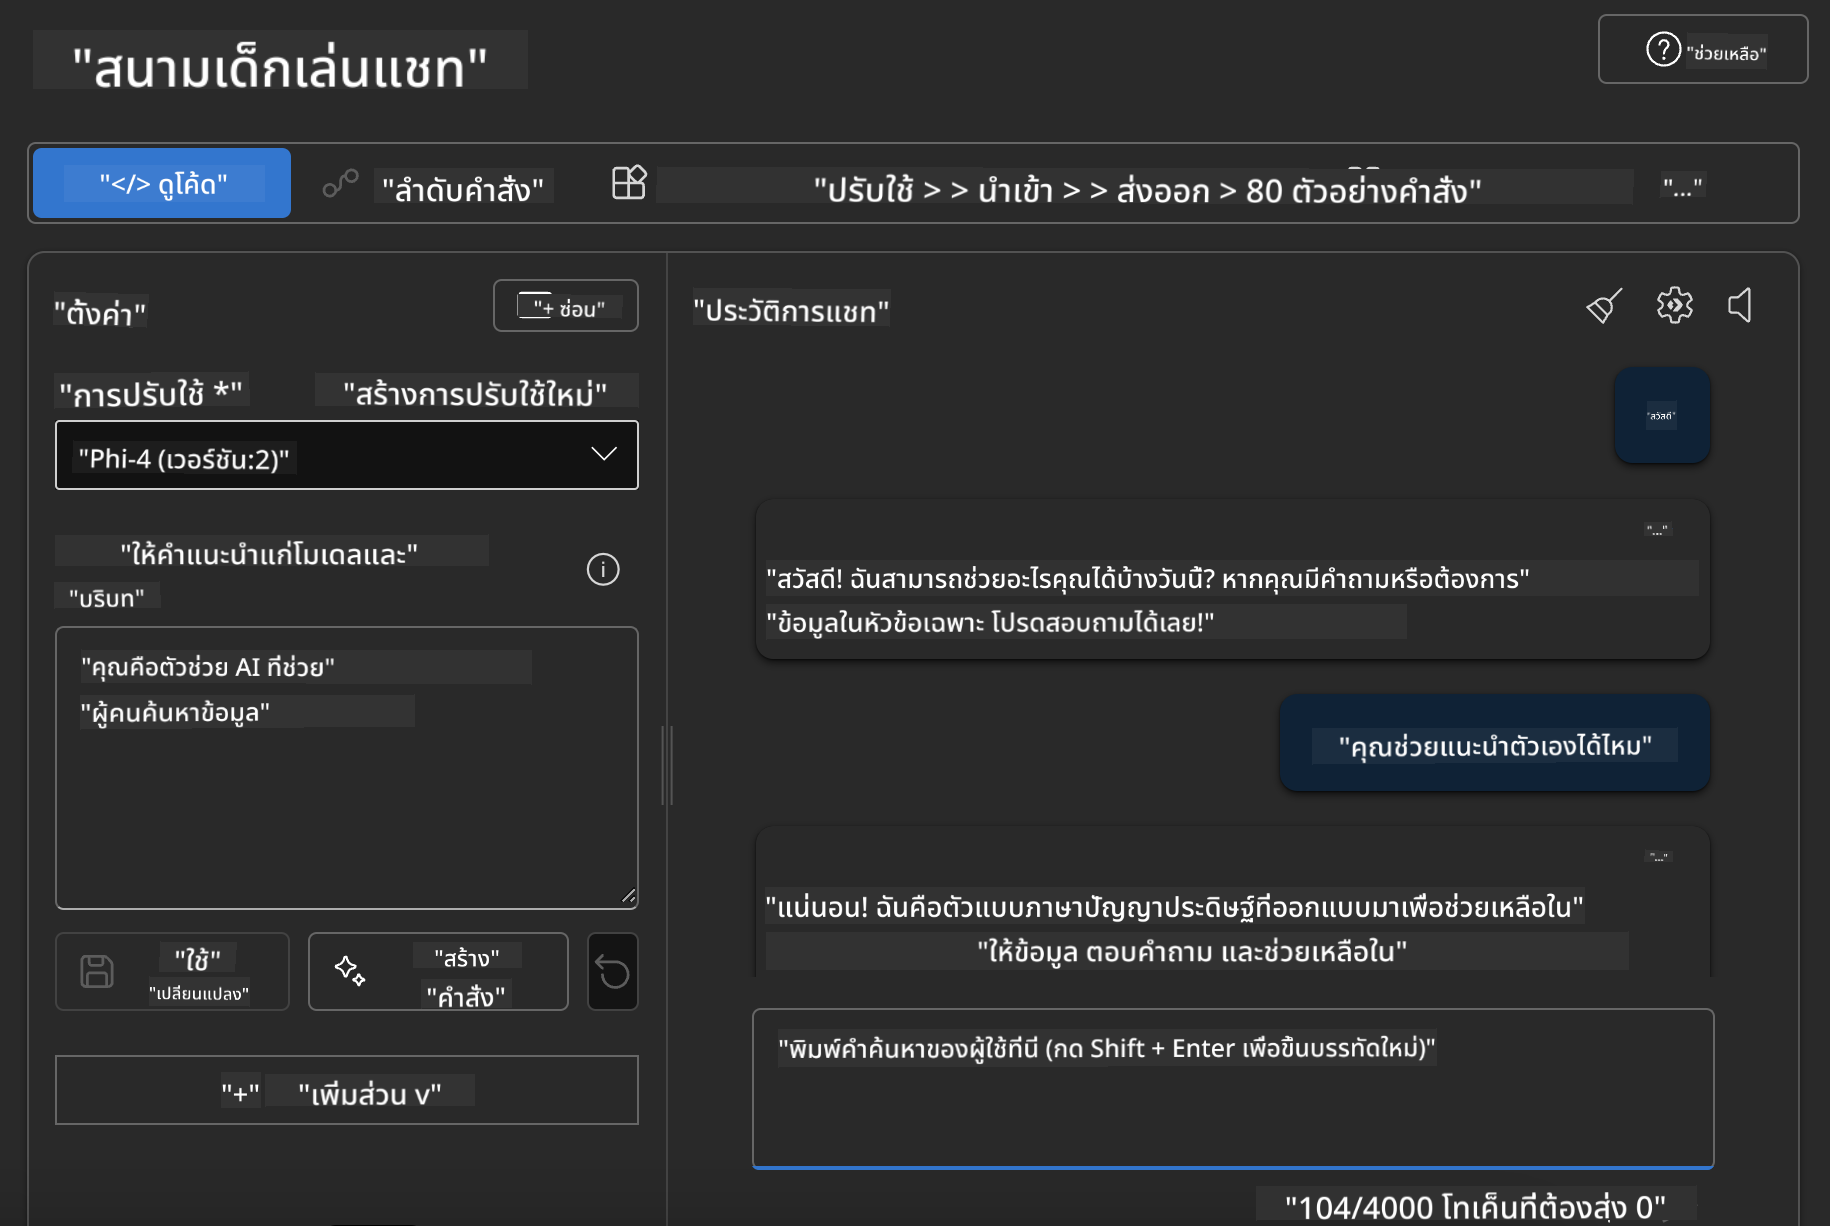 "สนามเด็กเล่นแชท"
"ช่วยเหลือ"
"</> ดูโค้ด"
"ลำดับคำสั่ง"
"ปรับใช้ > > นำเข้า > > ส่งออก > 80 ตัวอย่างคำสั่ง"
"..."
"ตั้งค่า"
"+ ซ่อน"
"การปรับใช้ *"
"สร้างการปรับใช้ใหม่"
"Phi-4 (เวอร์ชัน:2)"
"ให้คำแนะนำแก่โมเดลและ"
"บริบท"
"คุณคือตัวช่วย AI ที่ช่วย"
"ผู้คนค้นหาข้อมูล"
"ใช้"
"เปลี่ยนแปลง"
"สร้าง"
"คำสั่ง"
"+"
"เพิ่มส่วน v"
"ประวัติการแชท"
"สวัสดี"
"..."
"สวัสดี! ฉันสามารถช่วยอะไรคุณได้บ้างวันนี้? หากคุณมีคำถามหรือต้องการ"
"ข้อมูลในหัวข้อเฉพาะ โปรดสอบถามได้เลย!"
"คุณช่วยแนะนำตัวเองได้ไหม"
"..."
"แน่นอน! ฉันคือตัวแบบภาษาปัญญาประดิษฐ์ที่ออกแบบมาเพื่อช่วยเหลือใน"
"ให้ข้อมูล ตอบคำถาม และช่วยเหลือใน"
"พิมพ์คำค้นหาของผู้ใช้ที่นี่ (กด Shift + Enter เพื่อขึ้นบรรทัดใหม่)"
"104/4000 โทเค็นที่ต้องส่ง 0"